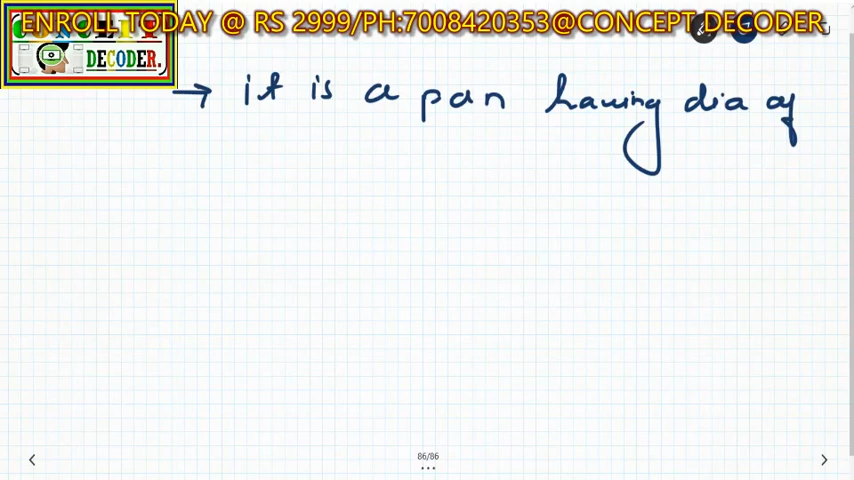 ENROLL TODAY @ RS 2999/PH:7008420353@CONCEPT DECODER.
DECODER.
→ it is a pan having dia of
86/86